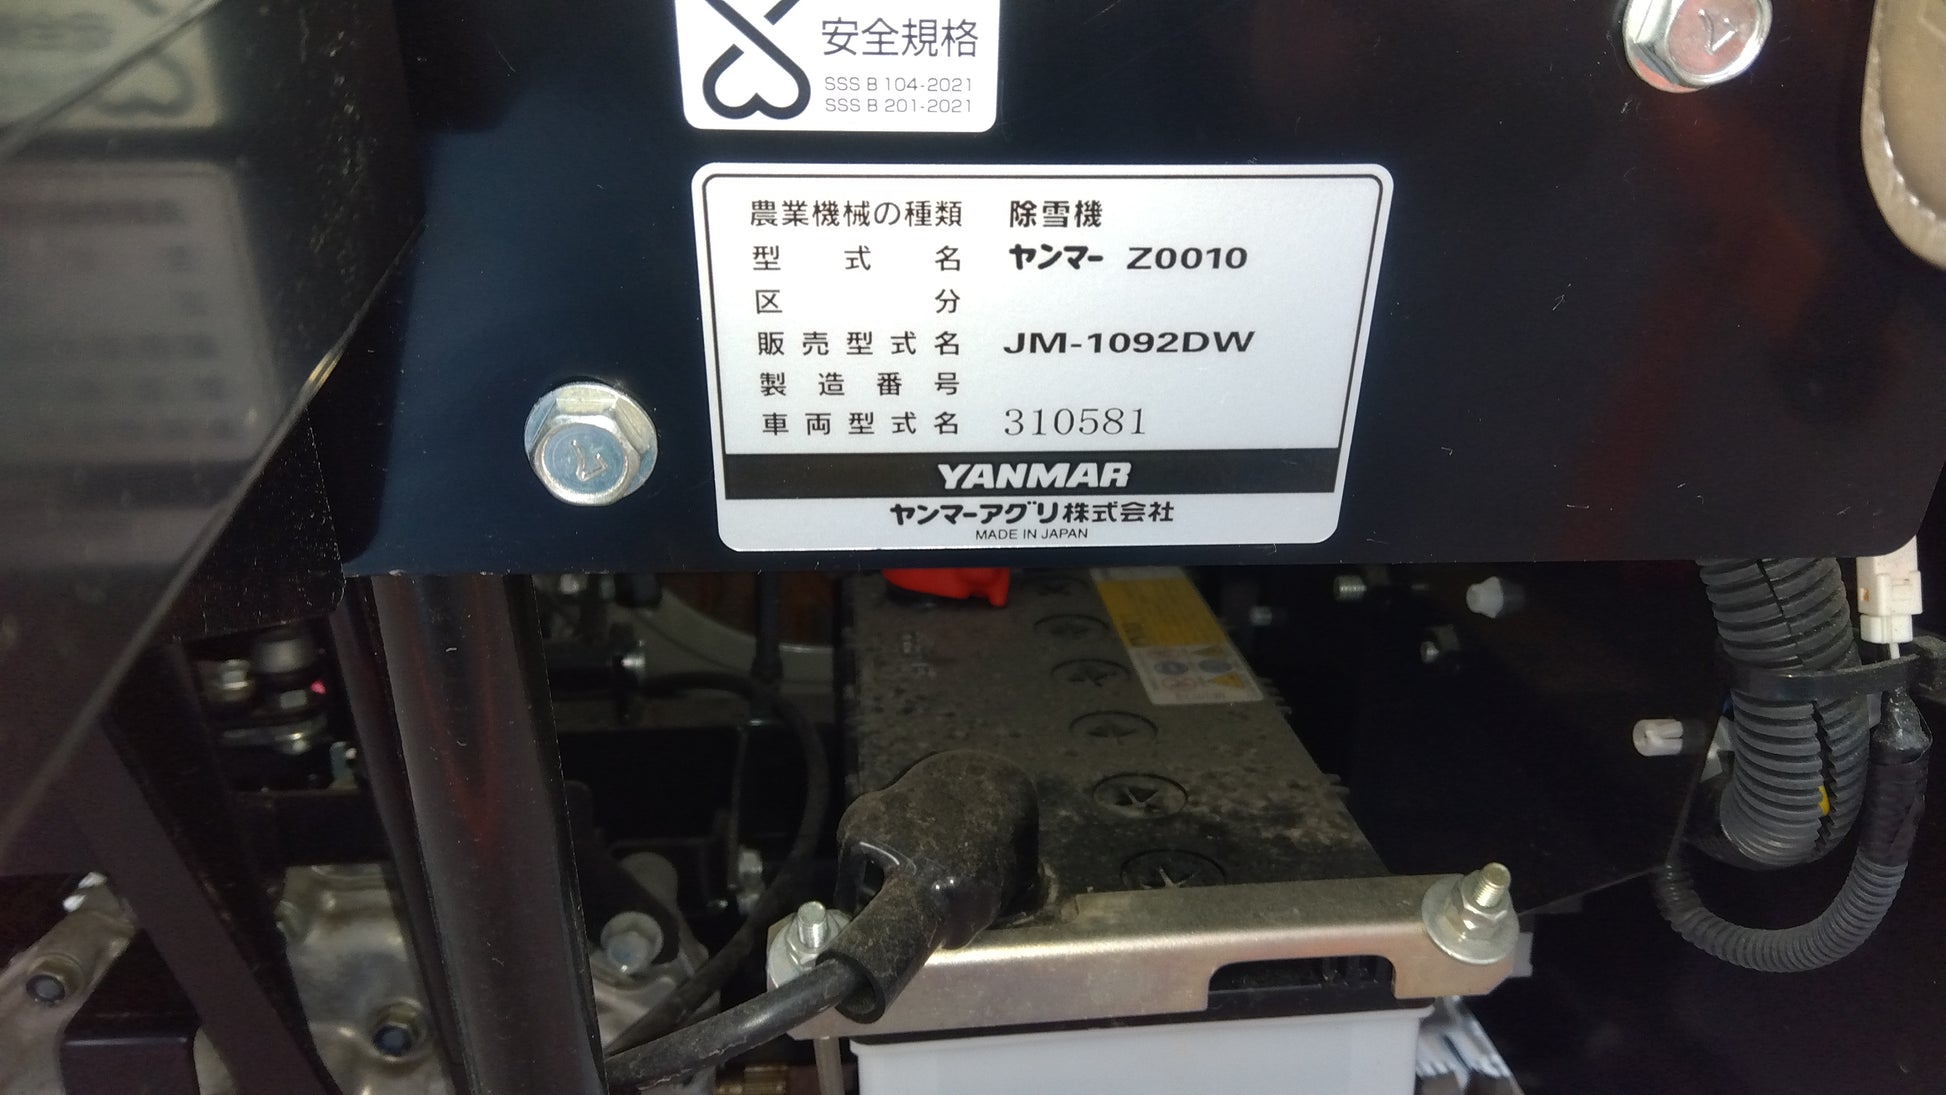 安全規格
SSS B 104-2021
SSS B 201-2021
農業機械の種類 除雪機
型式名 ヤンマー Z0010
区分
販売型式名 JM-1092DW
製造番号
車両型式名 310581
YANMAR
ヤンマーアグリ株式会社
MADE IN JAPAN